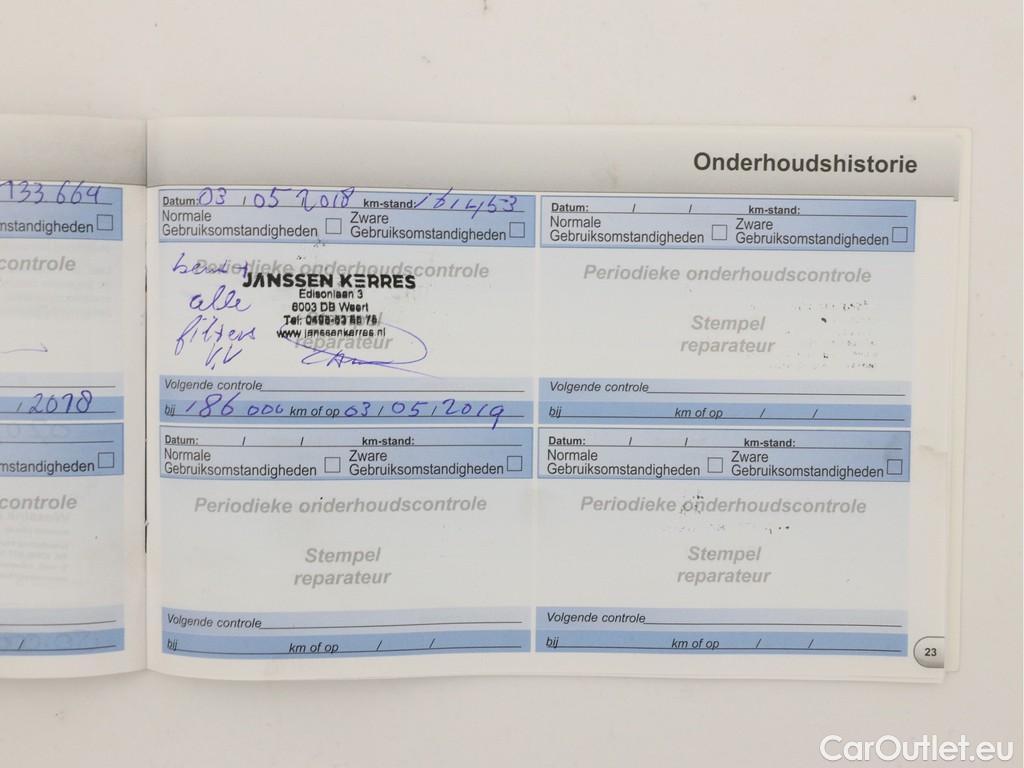 Onderhoudshistorie
133 664
nstandigheden
controle
2018
nstandigheden
controle
/
Datum: 03 / 05 2018 km-stand: 161453
Normale Gebruiksomstandigheden
Zware Gebruiksomstandigheden
Periodieke onderhoudscontrole
alle
filters
V.V
JANSSEN KERRES
Edisonlaan 3
6003 DB Weert
Tel:
www.janssenkerres.nl
reparateur
Volgende controle
bij 186 000 km of op 03 / 05 / 2019
Datum: / / km-stand:
Normale Gebruiksomstandigheden
Zware Gebruiksomstandigheden
Periodieke onderhoudscontrole
Stempel
reparateur
Volgende controle
bij km of op / /
Datum: / / km-stand:
Normale Gebruiksomstandigheden
Zware Gebruiksomstandigheden
Periodieke onderhoudscontrole
Stempel
reparateur
Volgende controle
bij km of op / /
Datum: / / km-stand:
Normale Gebruiksomstandigheden
Zware Gebruiksomstandigheden
Periodieke onderhoudscontrole
Stempel
reparateur
Volgende controle
bij km of op / /
23
CarOutlet.eu